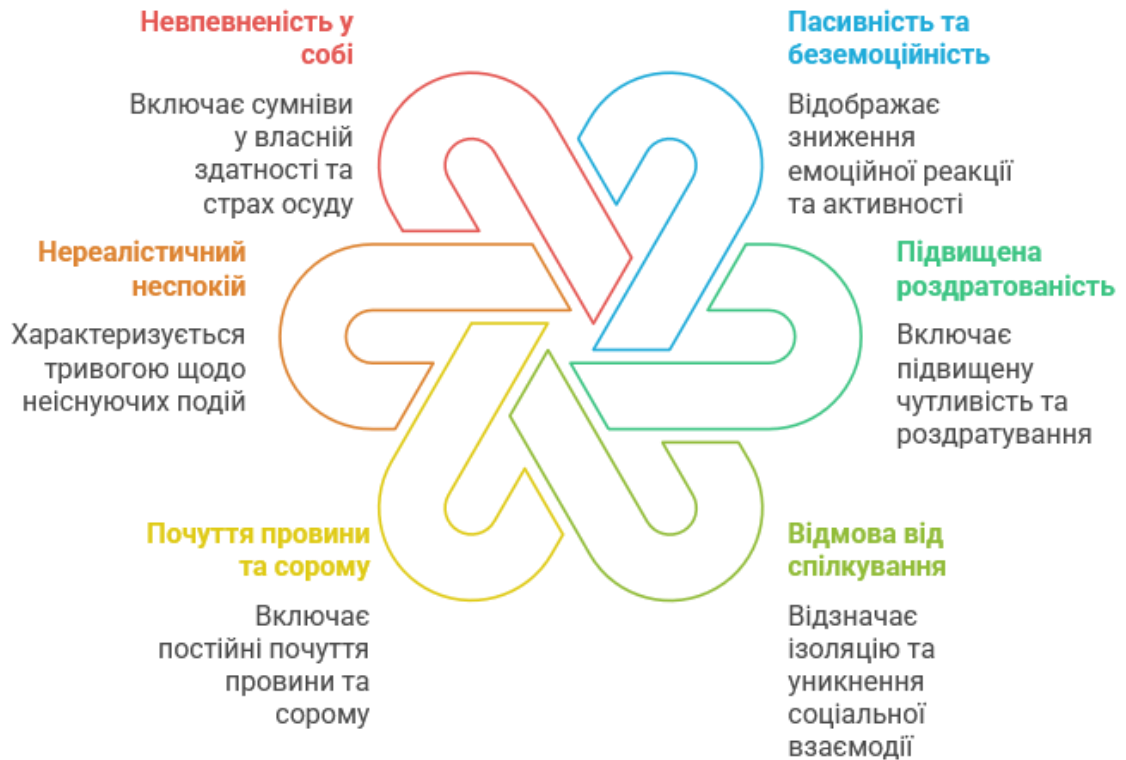 Невпевненість у
собі
Включає сумніви
у власній
здатності та
страх осуду
Пасивність та
беземоційність
Відображає
зниження
емоційної реакції
та активності
Нереалістичний
неспокій
Характеризується
тривогою щодо
неіснуючих подій
Підвищена
роздратованість
Включає
підвищену
чутливість та
роздратування
Почуття провини
та сорому
Включає
постійні почуття
провини та
сорому
Відмова від
спілкування
Відзначає
ізоляцію та
уникнення
соціальної
взаємодії